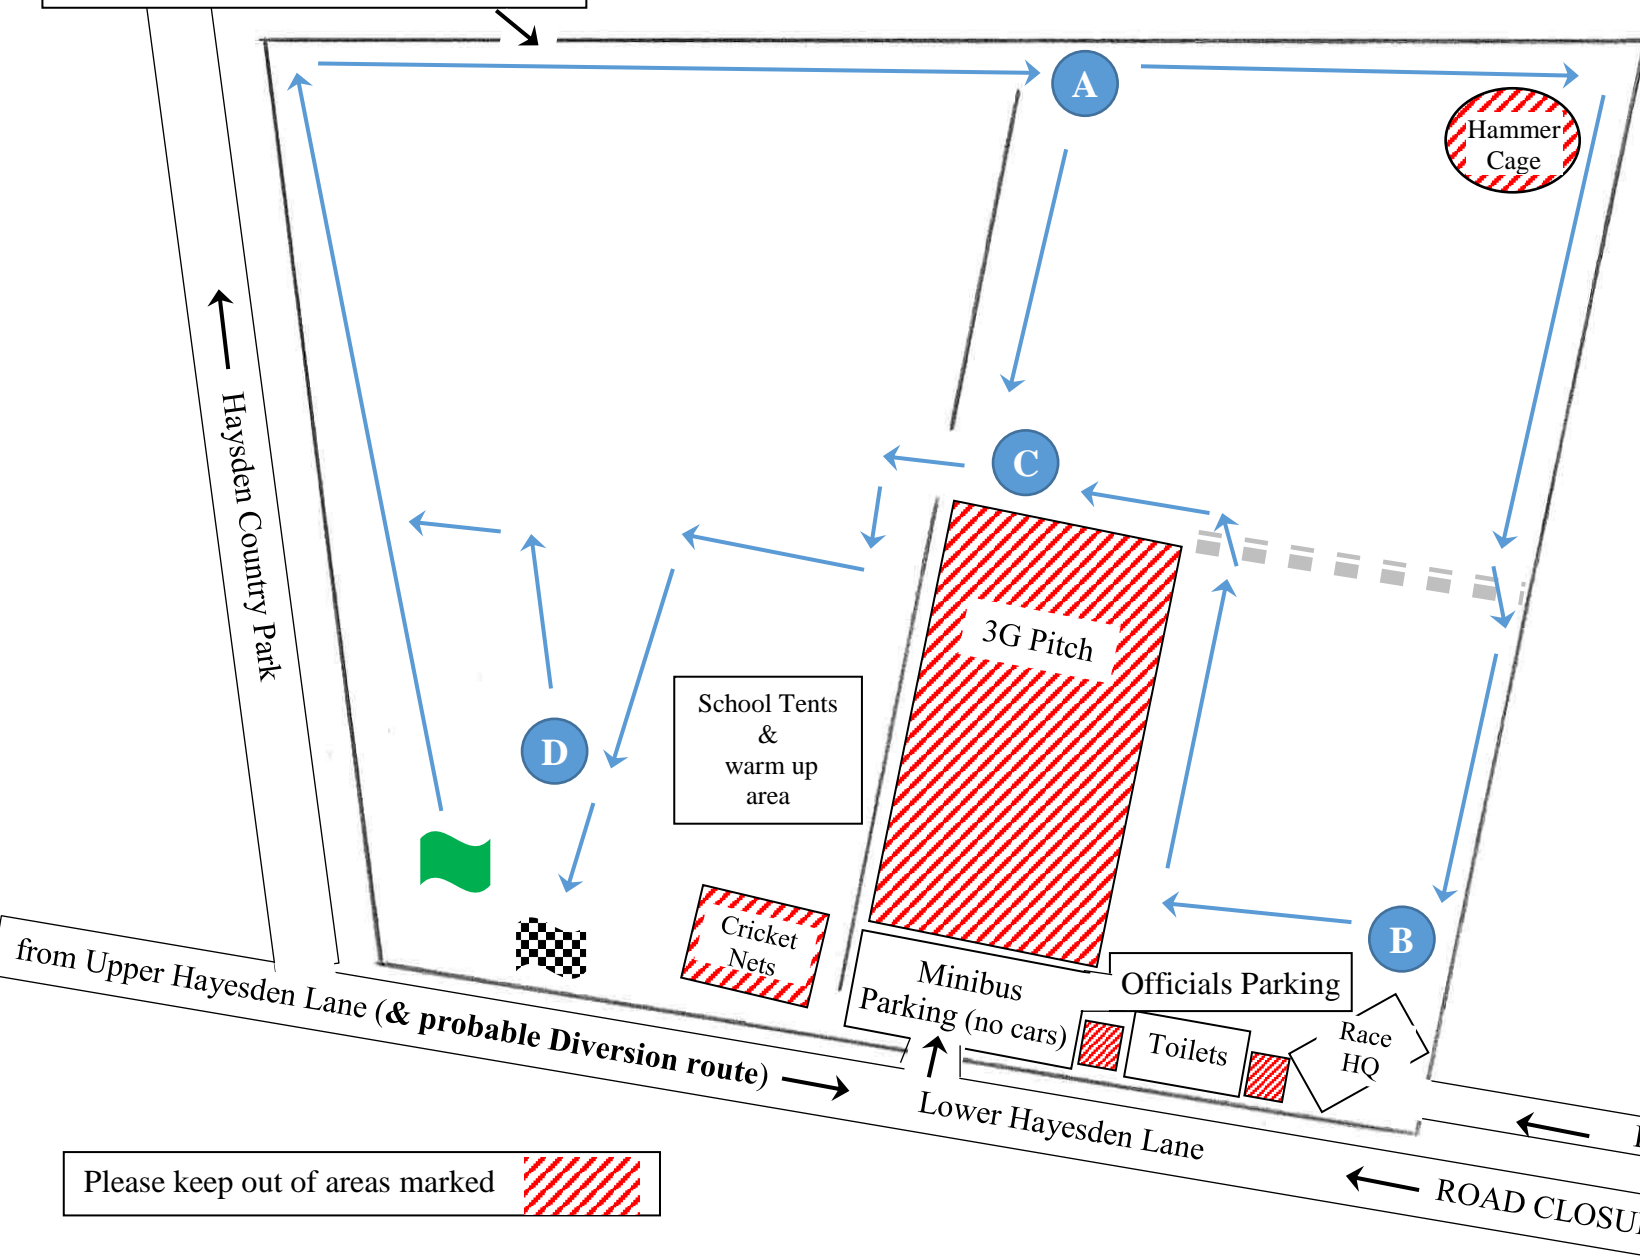 A
Hammer
Cage
Haysden Country Park
C
3G Pitch
School Tents
&
warm up
area
D
Cricket
Nets
B
Minibus
Parking (no cars)
Officials Parking
Toilets
Race
HQ
from Upper Hayesden Lane (& probable Diversion route)
Lower Hayesden Lane
Please keep out of areas marked
ROAD